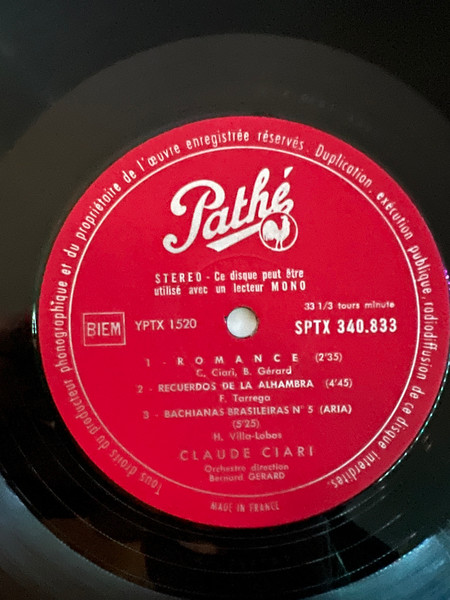 Tous droits du producteur phonographique et du propriétaire de l'œuvre enregistrée réservés. Duplication, exécution publique, radiodiffusion de ce disque interdites.
Pathé
STEREO - Ce disque peut être
utilisé avec un lecteur MONO
33 1/3 tours minute
BIEM YPTX 1520 SPTX 340.833
1 - ROMANCE (2'35)
C. Ciari, B. Gérard
2 - RECUERDOS DE LA ALHAMBRA (4'45)
F. Tarrega
3 - BACHIANAS BRASILEIRAS N° 5 (ARIA)
(5'25)
H. Villa-Lobos
CLAUDE CIARI
Orchestre direction
Bernard GERARD
MADE IN FRANCE